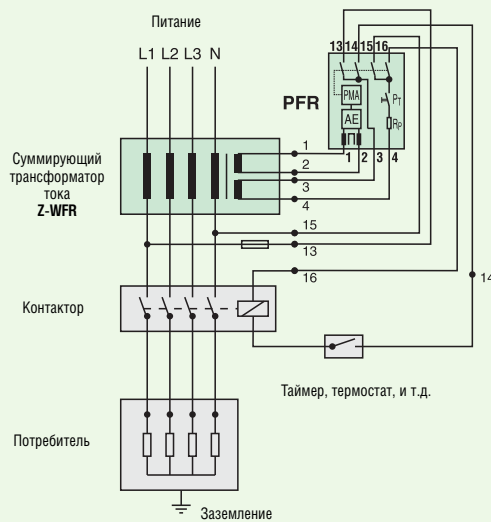 Питание
L1 L2 L3 N
13 14 15 16
PFR
PMA
AE
PT
RP
1 2 3 4
Суммирующий
трансформатор
тока
Z-WFR
1
2
3
4
15
13
16
14
Контактор
Таймер, термостат, и т.д.
Потребитель
Заземление